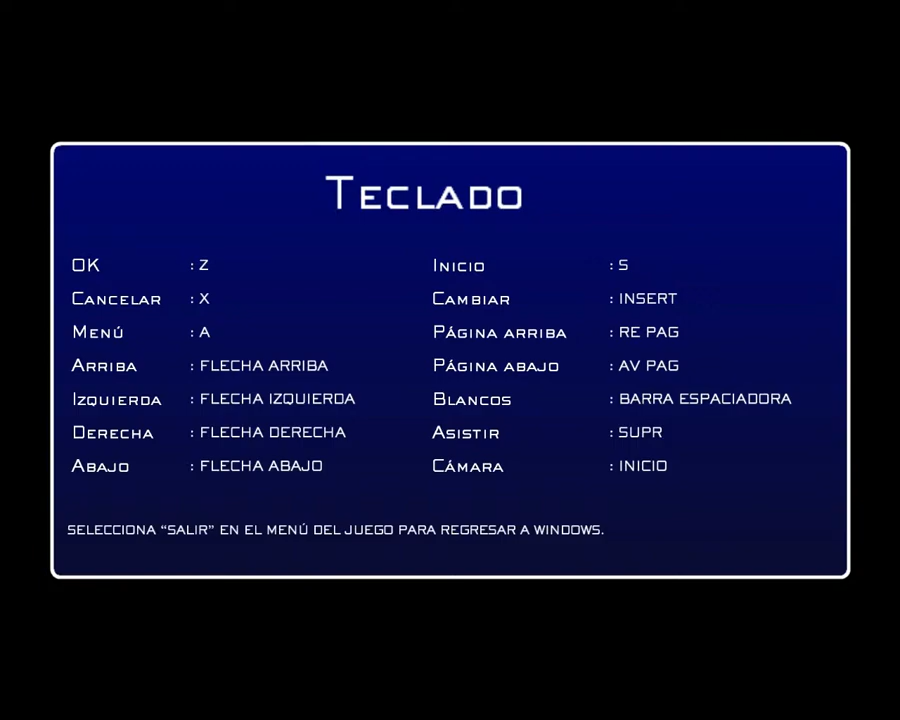 Teclado
OK : Z Inicio : S
Cancelar : X Cambiar : INSERT
Menú : A Página arriba : RE PAG
Arriba : FLECHA ARRIBA Página abajo : AV PAG
Izquierda : FLECHA IZQUIERDA Blancos : BARRA ESPACIADORA
Derecha : FLECHA DERECHA Asistir : SUPR
Abajo : FLECHA ABAJO Cámara : INICIO
SELECCIONA “SALIR” EN EL MENÚ DEL JUEGO PARA REGRESAR A WINDOWS.